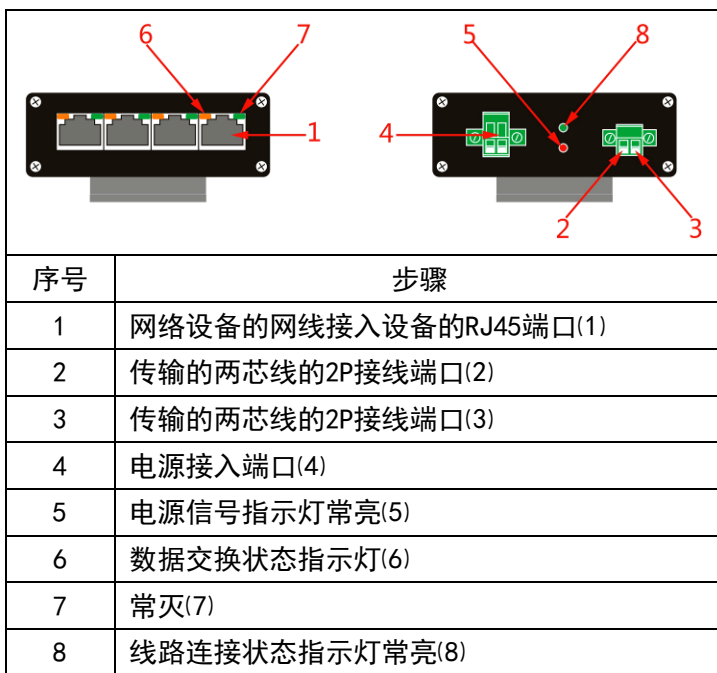 6 7 5 8
1 4
2 3
序号 步骤
1 网络设备的网线接入设备的RJ45端口(1)
2 传输的两芯线的2P接线端口(2)
3 传输的两芯线的2P接线端口(3)
4 电源接入端口(4)
5 电源信号指示灯常亮(5)
6 数据交换状态指示灯(6)
7 常灭(7)
8 线路连接状态指示灯常亮(8)